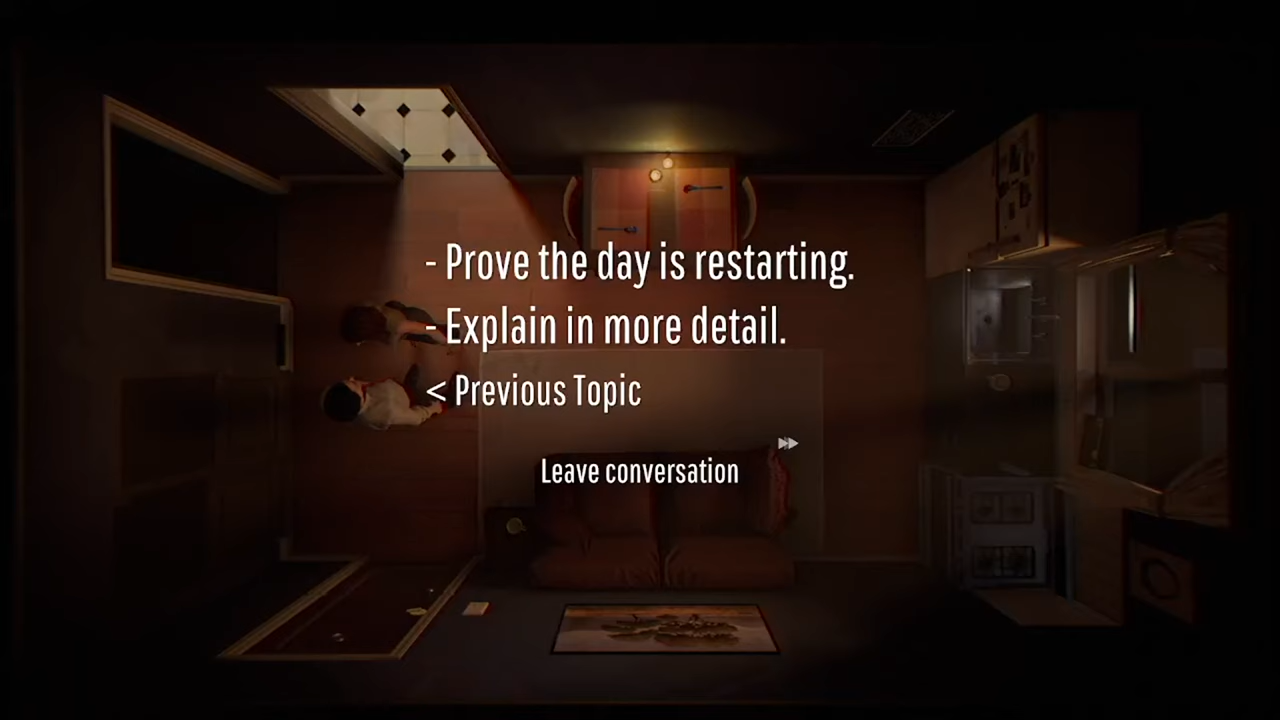 - Prove the day is restarting.
- Explain in more detail.
< Previous Topic
Leave conversation